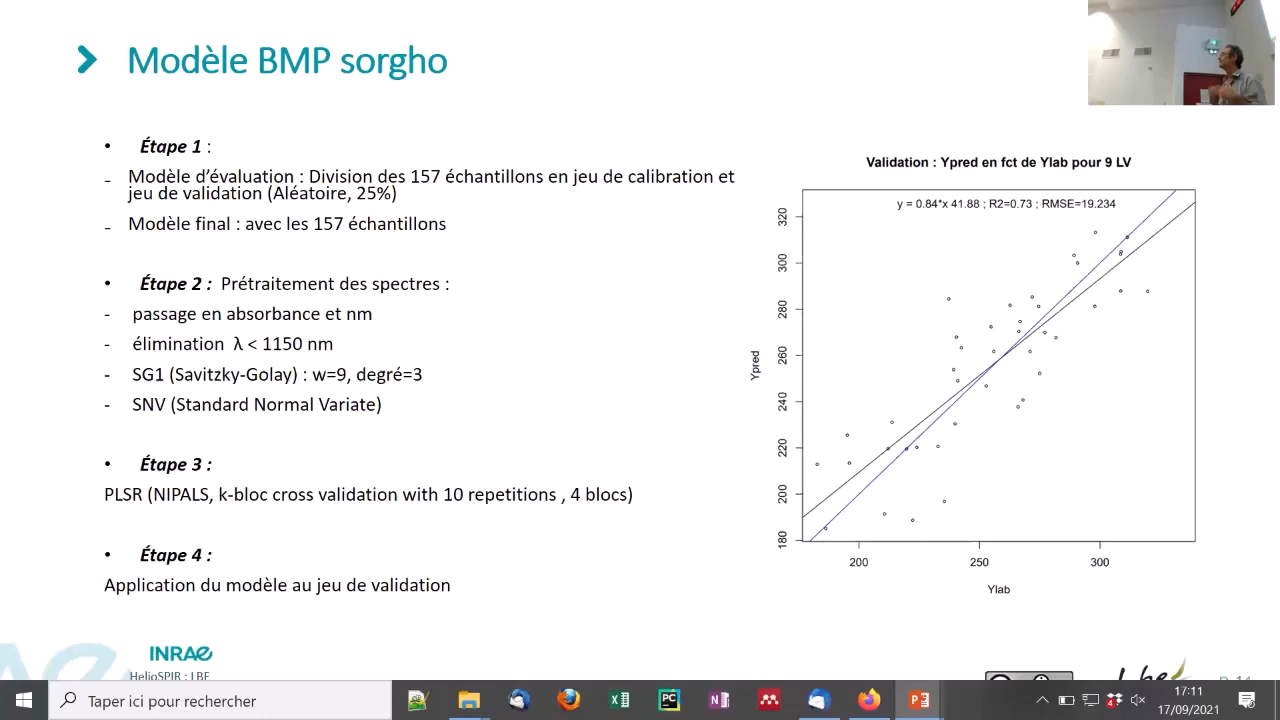 Modèle BMP sorgho
• Étape 1 :
- Modèle d'évaluation : Division des 157 échantillons en jeu de calibration et
jeu de validation (Aléatoire, 25%)
- Modèle final : avec les 157 échantillons
• Étape 2 : Prétraitement des spectres :
- passage en absorbance et nm
- élimination λ < 1150 nm
- SG1 (Savitzky-Golay) : w=9, degré=3
- SNV (Standard Normal Variate)
• Étape 3 :
PLSR (NIPALS, k-bloc cross validation with 10 repetitions , 4 blocs)
• Étape 4 :
Application du modèle au jeu de validation
Validation : Ypred en fct de Ylab pour 9 LV
y = 0.84*x 41.88 ; R2=0.73 ; RMSE=19.234
Ypred
320
300
280
260
240
220
200
180
200 250 300
Ylab
INRAE
HelioSPIR : LBE
Lbe
p. 14
Taper ici pour rechercher
17:11
17/09/2021